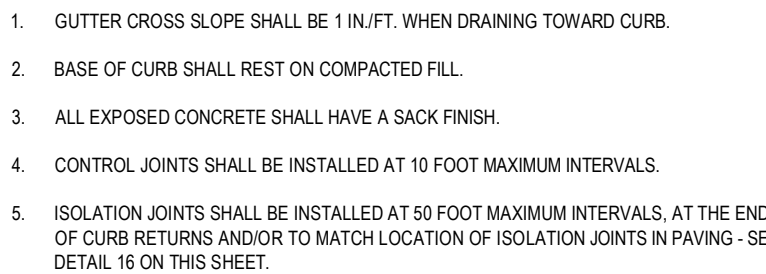 1. GUTTER CROSS SLOPE SHALL BE 1 IN./FT. WHEN DRAINING TOWARD CURB.
2. BASE OF CURB SHALL REST ON COMPACTED FILL.
3. ALL EXPOSED CONCRETE SHALL HAVE A SACK FINISH.
4. CONTROL JOINTS SHALL BE INSTALLED AT 10 FOOT MAXIMUM INTERVALS.
5. ISOLATION JOINTS SHALL BE INSTALLED AT 50 FOOT MAXIMUM INTERVALS, AT THE END
OF CURB RETURNS AND/OR TO MATCH LOCATION OF ISOLATION JOINTS IN PAVING - SE
DETAIL 16 ON THIS SHEET.